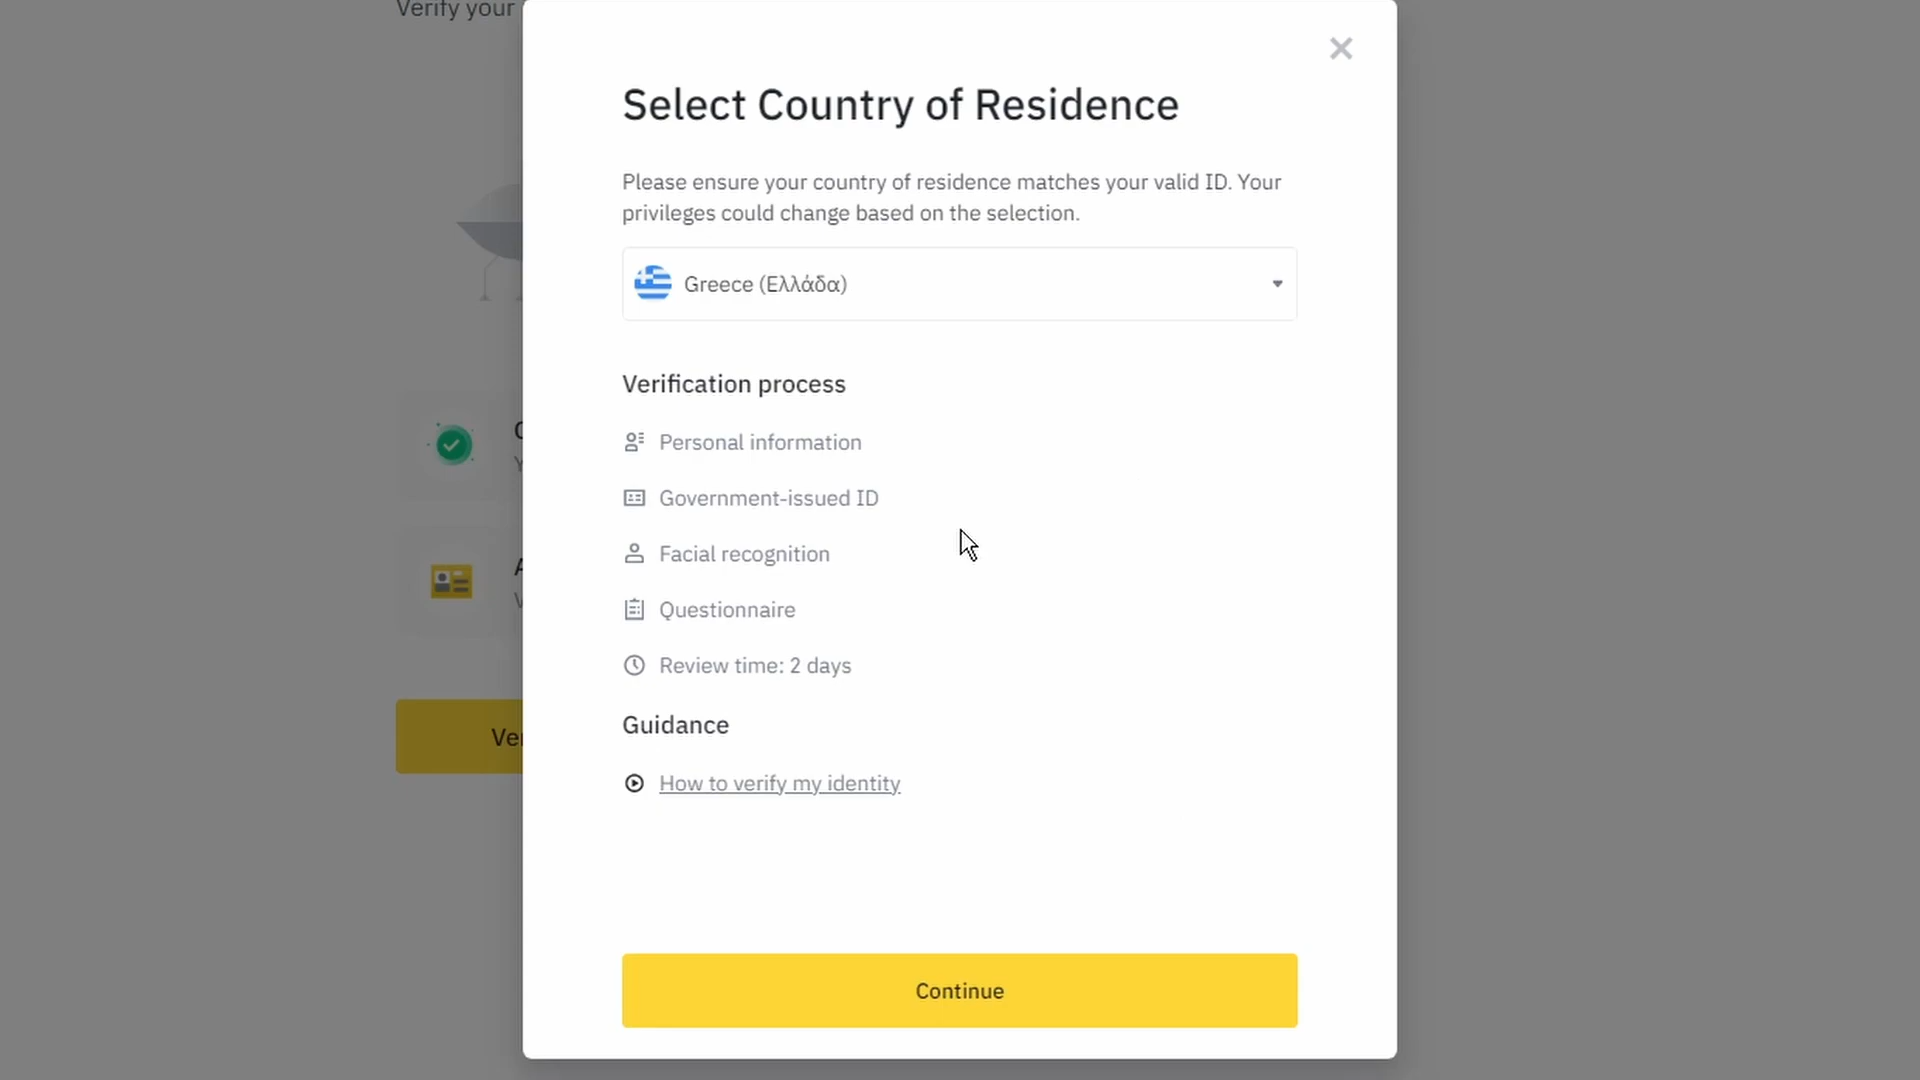 Verify your
Select Country of Residence
Please ensure your country of residence matches your valid ID. Your
privileges could change based on the selection.
Greece (Ελλάδα)
Verification process
Personal information
Government-issued ID
Facial recognition
Questionnaire
Review time: 2 days
Guidance
How to verify my identity
Continue